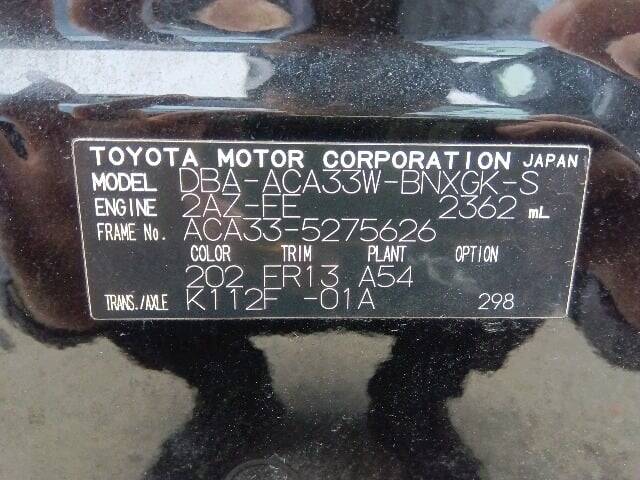 TOYOTA MOTOR CORPORATION JAPAN
MODEL DBA-ACA33W-BNXGK-S
ENGINE 2AZ-FE 2362 mL
FRAME No. ACA33-5275626
COLOR TRIM PLANT OPTION
202 FR13 A54
TRANS./AXLE K112F -01A 298